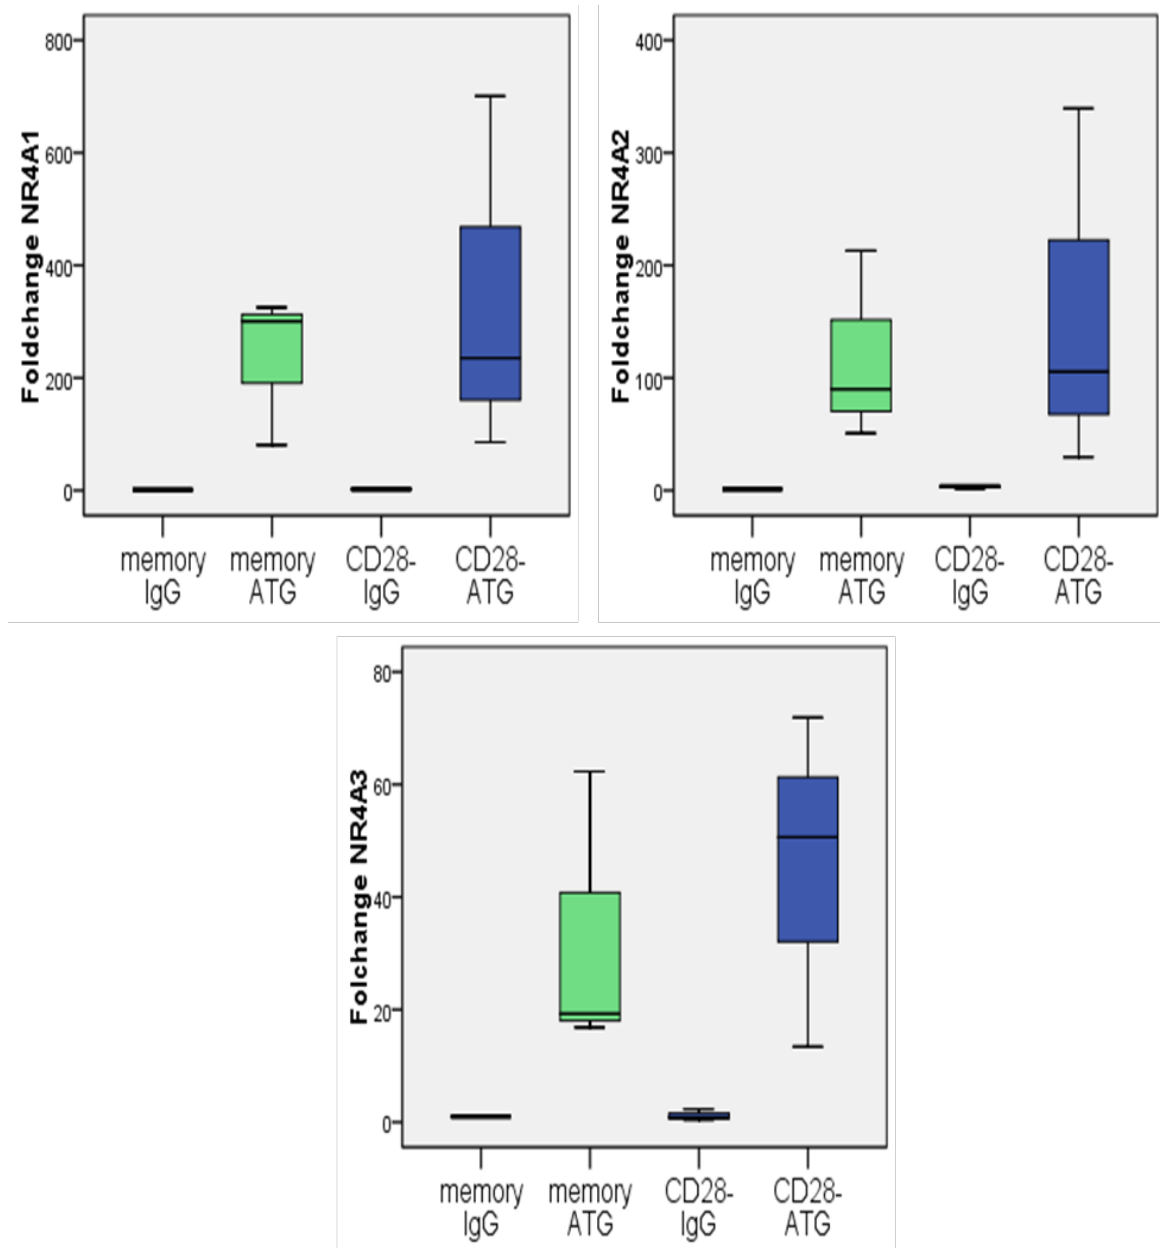 Foldchange NR4A1
800
600
400
200
0
memory IgG
memory ATG
CD28- IgG
CD28- ATG
Foldchange NR4A2
400
300
200
100
0
memory IgG
memory ATG
CD28- IgG
CD28- ATG
Folchange NR4A3
80
60
40
20
0
memory IgG
memory ATG
CD28- IgG
CD28- ATG